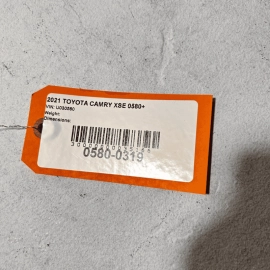 2021 TOYOTA CAMRY XSE 0580+
VIN: U030580
Weight:
Dimensions:
0580-0319